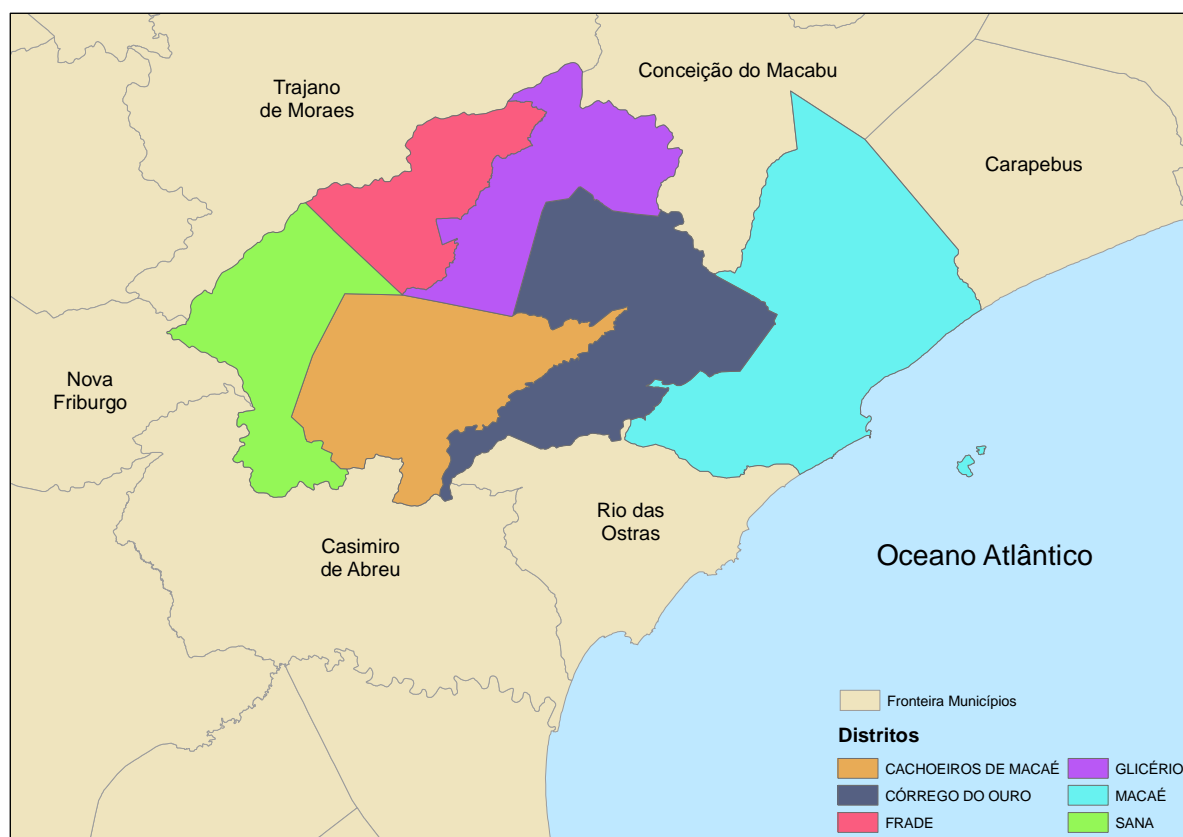 Conceição do Macabu
Trajano
de Moraes
Carapebus
Nova
Friburgo
Rio das
Ostras
Casimiro
de Abreu
Oceano Atlântico
Fronteira Municípios
Distritos
CACHOEIROS DE MACAÉ
GLICÉRIO
CÓRREGO DO OURO
MACAÉ
FRADE
SANA